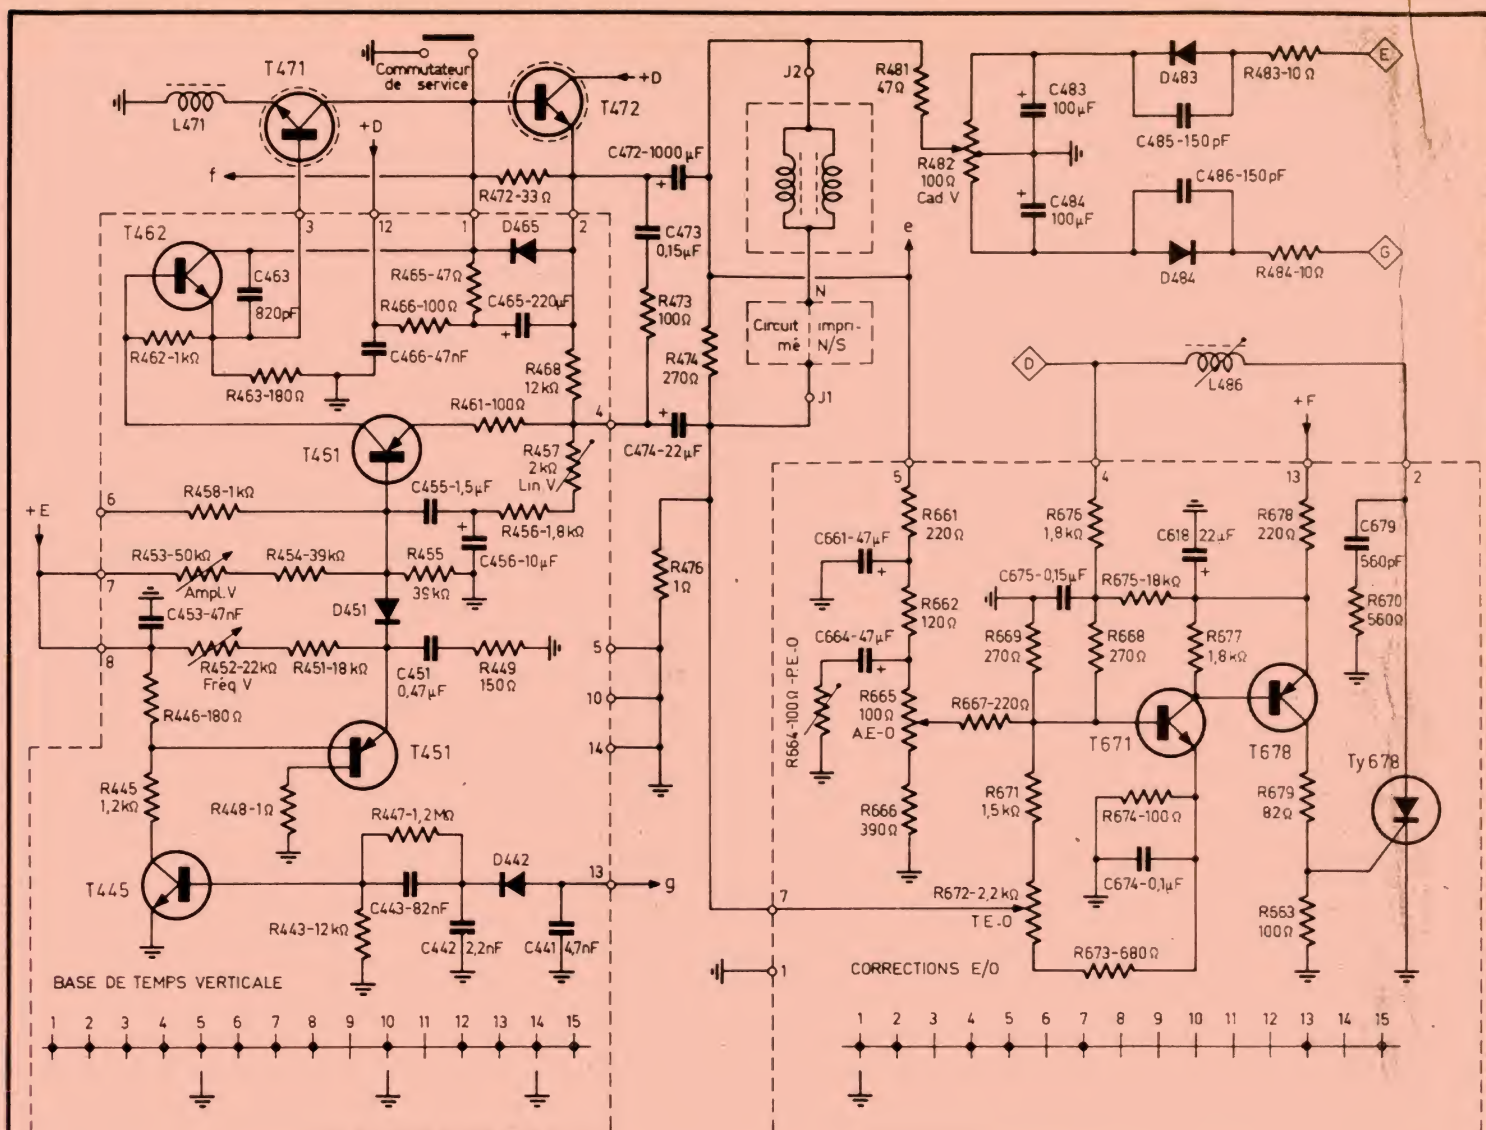 T471
L471
Commutateur
de service
+D
T472
+D
f
R472-33Ω
C472-1000μF
+
J2
R481
47Ω
R482
100Ω
Cad V
C483
100μF
+
C484
100μF
+
D483
R483-10Ω
E
C485-150pF
C486-150pF
D484
R484-10Ω
G
T462
3
12
1
2
D465
C463
820pF
R465-47Ω
R466-100Ω
C465-220μF
+
C466-47nF
R462-1kΩ
R463-180Ω
R468
12kΩ
C473
0,15μF
R473
100Ω
R474
270Ω
N
Circuit impri-
mé N/S
J1
e
D
L486
+F
R461-100Ω
4
+
C474-22μF
T451
R457
2kΩ
Lin V
6
R458-1kΩ
C455-1,5μF
R456-1,8kΩ
+
C456-10μF
+E
R453-50kΩ
Ampl.V
R454-39kΩ
R455
39kΩ
7
C453-47nF
D451
8
R452-22kΩ
Fréq V
R451-18kΩ
C451
0,47μF
R449
150Ω
R446-180Ω
T451
R445
1,2kΩ
R448-1Ω
R447-1,2MΩ
D442
13
g
T445
C443-82nF
R443-12kΩ
C442 2,2nF
C441 4,7nF
R476
1Ω
5
10
14
BASE DE TEMPS VERTICALE
1 2 3 4 5 6 7 8 9 10 11 12 13 14 15
5
4
13
2
R661
220Ω
C661-47μF
+
R662
120Ω
C664-47μF
+
R664-100Ω-P.E-O
R665
100Ω
A.E-O
R666
390Ω
R667-220Ω
R676
1,8kΩ
C618 22μF
+
R678
220Ω
C679
560pF
R670
560Ω
C675-0,15μF
R675-18kΩ
R669
270Ω
R668
270Ω
R677
1,8kΩ
T671
T678
Ty678
R671
1,5kΩ
R674-100Ω
C674-0,1μF
R679
82Ω
R663
100Ω
7
R672-2,2kΩ
T.E-O
R673-680Ω
1
CORRECTIONS E/O
1 2 3 4 5 6 7 8 9 10 11 12 13 14 15